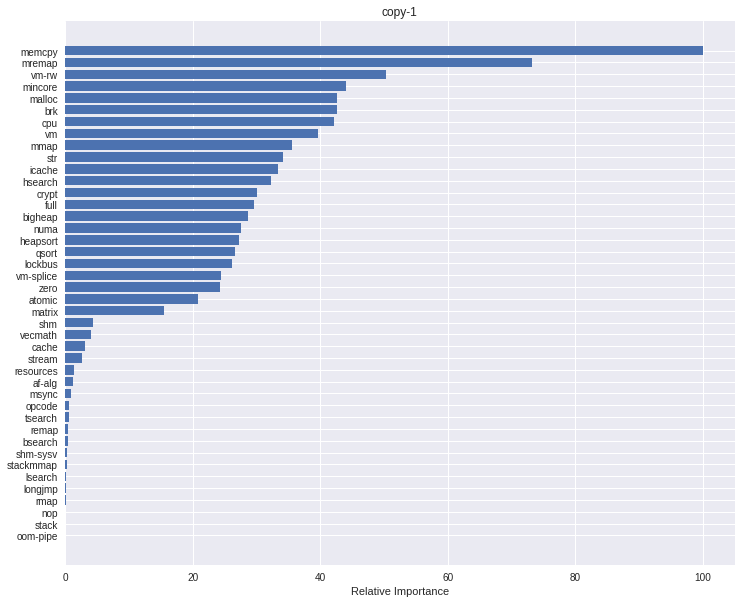 copy-1
memcpy
mremap
vm-rw
mincore
malloc
brk
cpu
vm
mmap
str
icache
hsearch
crypt
full
bigheap
numa
heapsort
qsort
lockbus
vm-splice
zero
atomic
matrix
shm
vecmath
cache
stream
resources
af-alg
msync
opcode
tsearch
remap
bsearch
shm-sysv
stackmmap
lsearch
longjmp
rmap
nop
stack
oom-pipe
0 20 40 60 80 100
Relative Importance